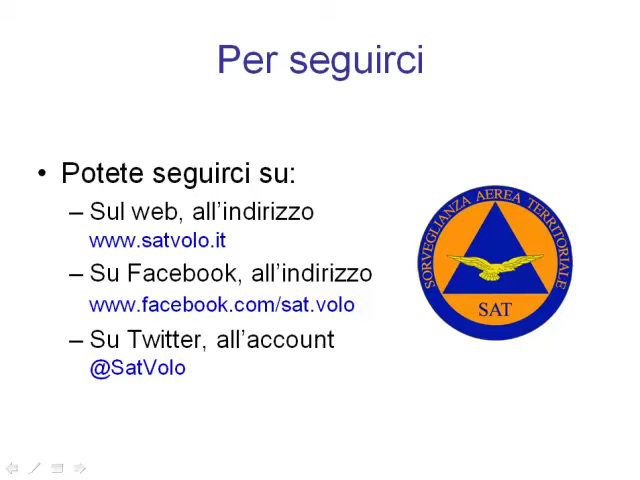 Per seguirci
• Potete seguirci su:
– Sul web, all'indirizzo
www.satvolo.it
– Su Facebook, all'indirizzo
www.facebook.com/sat.volo
– Su Twitter, all'account
@SatVolo
SORVEGLIANZA AEREA TERRITORIALE
SAT